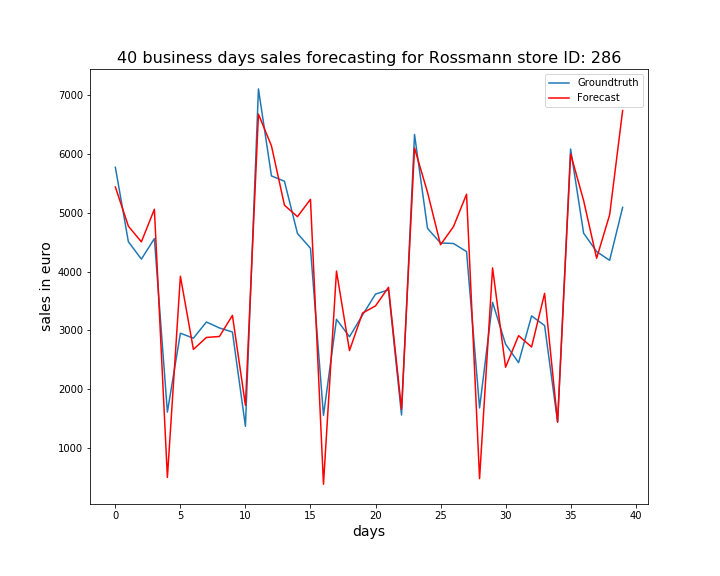 40 business days sales forecasting for Rossmann store ID: 286
Groundtruth
Forecast
7000
6000
5000
4000
3000
2000
1000
sales in euro
0 5 10 15 20 25 30 35 40
days